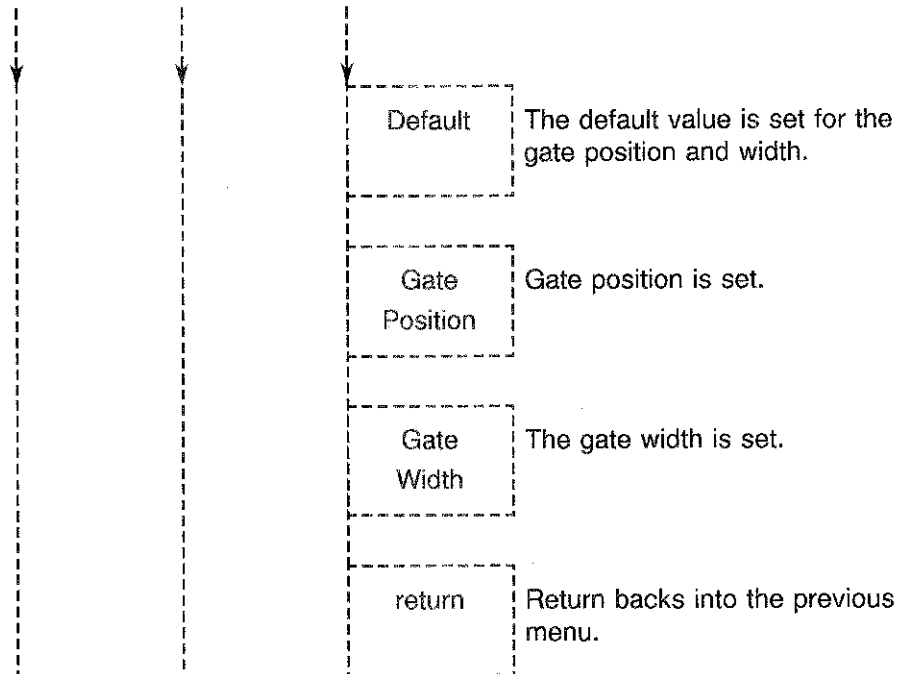 Default
The default value is set for the
gate position and width.
Gate
Position
Gate position is set.
Gate
Width
The gate width is set.
return
Return backs into the previous
menu.